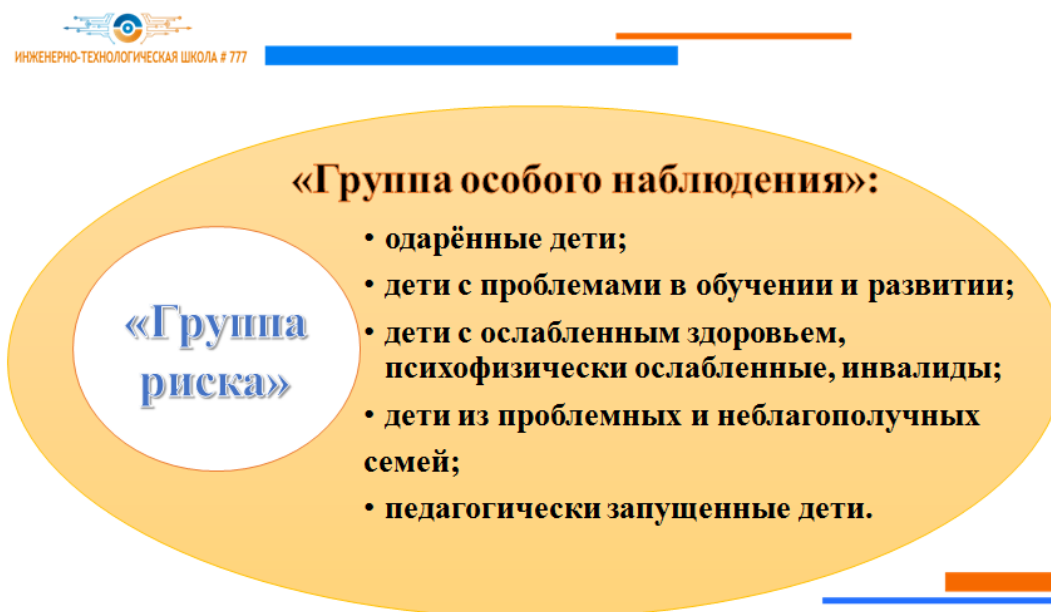 ИНЖЕНЕРНО-ТЕХНОЛОГИЧЕСКАЯ ШКОЛА # 777
«Группа особого наблюдения»:
«Группа
риска»
• одарённые дети;
• дети с проблемами в обучении и развитии;
• дети с ослабленным здоровьем,
психофизически ослабленные, инвалиды;
• дети из проблемных и неблагополучных
семей;
• педагогически запущенные дети.